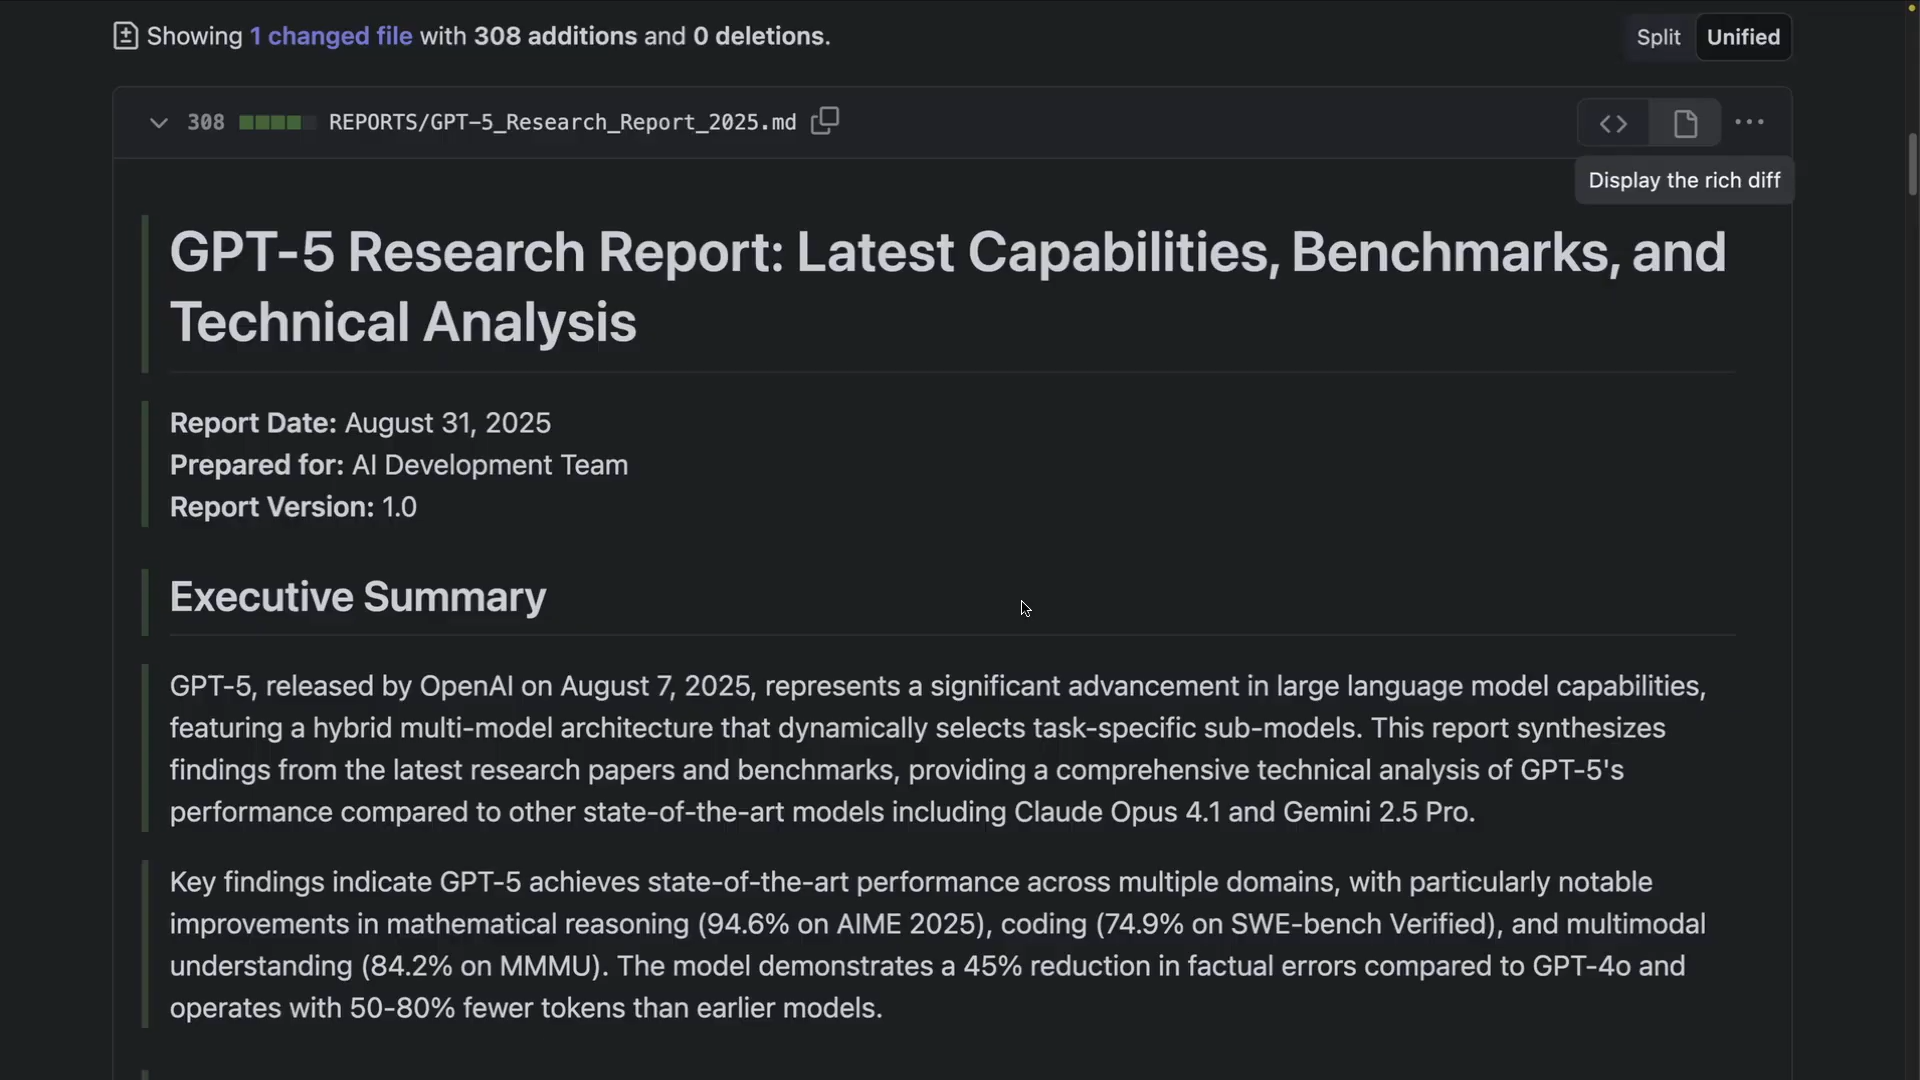 Showing 1 changed file with 308 additions and 0 deletions.
Split Unified
308 REPORTS/GPT-5_Research_Report_2025.md
Display the rich diff
GPT-5 Research Report: Latest Capabilities, Benchmarks, and
Technical Analysis
Report Date: August 31, 2025
Prepared for: AI Development Team
Report Version: 1.0
Executive Summary
GPT-5, released by OpenAI on August 7, 2025, represents a significant advancement in large language model capabilities,
featuring a hybrid multi-model architecture that dynamically selects task-specific sub-models. This report synthesizes
findings from the latest research papers and benchmarks, providing a comprehensive technical analysis of GPT-5's
performance compared to other state-of-the-art models including Claude Opus 4.1 and Gemini 2.5 Pro.
Key findings indicate GPT-5 achieves state-of-the-art performance across multiple domains, with particularly notable
improvements in mathematical reasoning (94.6% on AIME 2025), coding (74.9% on SWE-bench Verified), and multimodal
understanding (84.2% on MMMU). The model demonstrates a 45% reduction in factual errors compared to GPT-4o and
operates with 50-80% fewer tokens than earlier models.